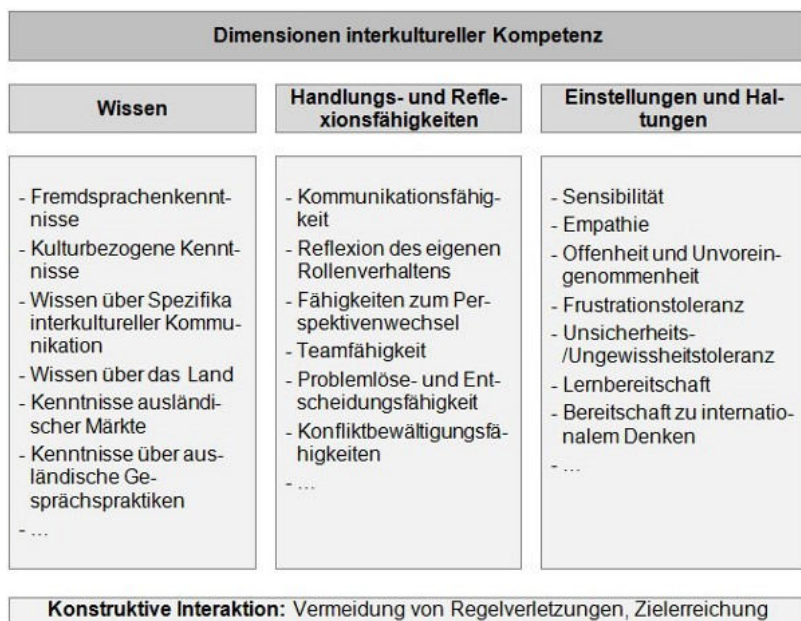 Dimensionen interkultureller Kompetenz
Wissen
- Fremdsprachenkennt-
nisse
- Kulturbezogene Kennt-
nisse
- Wissen über Spezifika
interkultureller Kommu-
nikation
- Wissen über das Land
- Kenntnisse ausländi-
scher Märkte
- Kenntnisse über aus-
ländische Ge-
sprächspraktiken
- ...
Handlungs- und Refle-
xionsfähigkeiten
- Kommunikationsfähig-
keit
- Reflexion des eigenen
Rollenverhaltens
- Fähigkeiten zum Per-
spektivenwechsel
- Teamfähigkeit
- Problemlöse- und Ent-
scheidungsfähigkeit
- Konfliktbewältigungsfä-
higkeiten
- ...
Einstellungen und Hal-
tungen
- Sensibilität
- Empathie
- Offenheit und Unvorein-
genommenheit
- Frustrationstoleranz
- Unsicherheits-
/Ungewissheitstoleranz
- Lernbereitschaft
- Bereitschaft zu internatio-
nalem Denken
- ...
Konstruktive Interaktion: Vermeidung von Regelverletzungen, Zielerreichung